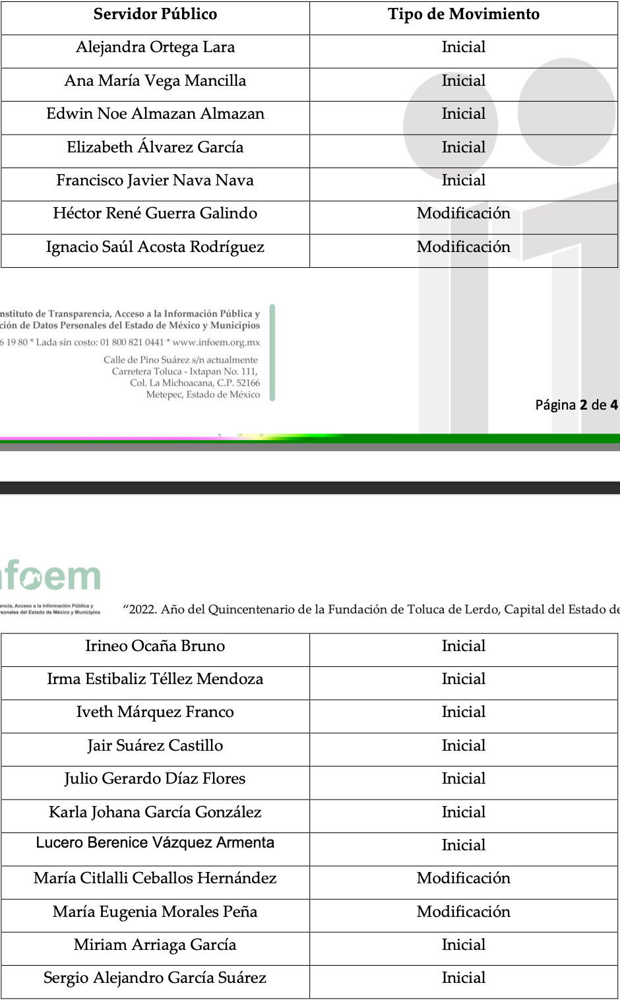 Servidor Público Tipo de Movimiento
Alejandra Ortega Lara Inicial
Ana María Vega Mancilla Inicial
Edwin Noe Almazan Almazan Inicial
Elizabeth Álvarez García Inicial
Francisco Javier Nava Nava Inicial
Héctor René Guerra Galindo Modificación
Ignacio Saúl Acosta Rodríguez Modificación
nstituto de Transparencia, Acceso a la Información Pública y
ción de Datos Personales del Estado de México y Municipios
6 19 80 * Lada sin costo: 01 800 821 0441 * www.infoem.org.mx
Calle de Pino Suárez s/n actualmente
Carretera Toluca - Ixtapan No. 111,
Col. La Michoacana, C.P. 52166
Metepec, Estado de México
Página 2 de 4
nfoem
encia, Acceso a la Información Pública y
rsonales del Estado de México y Municipios
“2022. Año del Quincentenario de la Fundación de Toluca de Lerdo, Capital del Estado de
Irineo Ocaña Bruno Inicial
Irma Estibaliz Téllez Mendoza Inicial
Iveth Márquez Franco Inicial
Jair Suárez Castillo Inicial
Julio Gerardo Díaz Flores Inicial
Karla Johana García González Inicial
Lucero Berenice Vázquez Armenta Inicial
María Citlalli Ceballos Hernández Modificación
María Eugenia Morales Peña Modificación
Miriam Arriaga García Inicial
Sergio Alejandro García Suárez Inicial